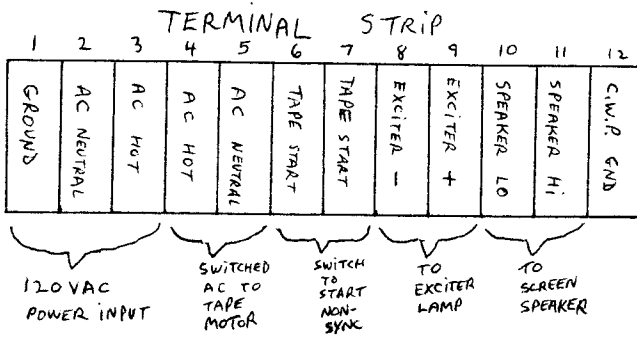 TERMINAL STRIP
1 2 3 4 5 6 7 8 9 10 11 12
GROUND
AC NEUTRAL
AC HOT
AC HOT
AC NEUTRAL
TAPE START
TAPE START
EXCITER -
EXCITER +
SPEAKER LO
SPEAKER Hi
C.W.P. GND
120 VAC
POWER iNPUT
SWiTCHED
AC TO
TAPE
MOTOR
SWiTCH
TO
START
NON-
SYNC
TO
EXCITER
LAMP
TO
SCREEN
SPEAKER